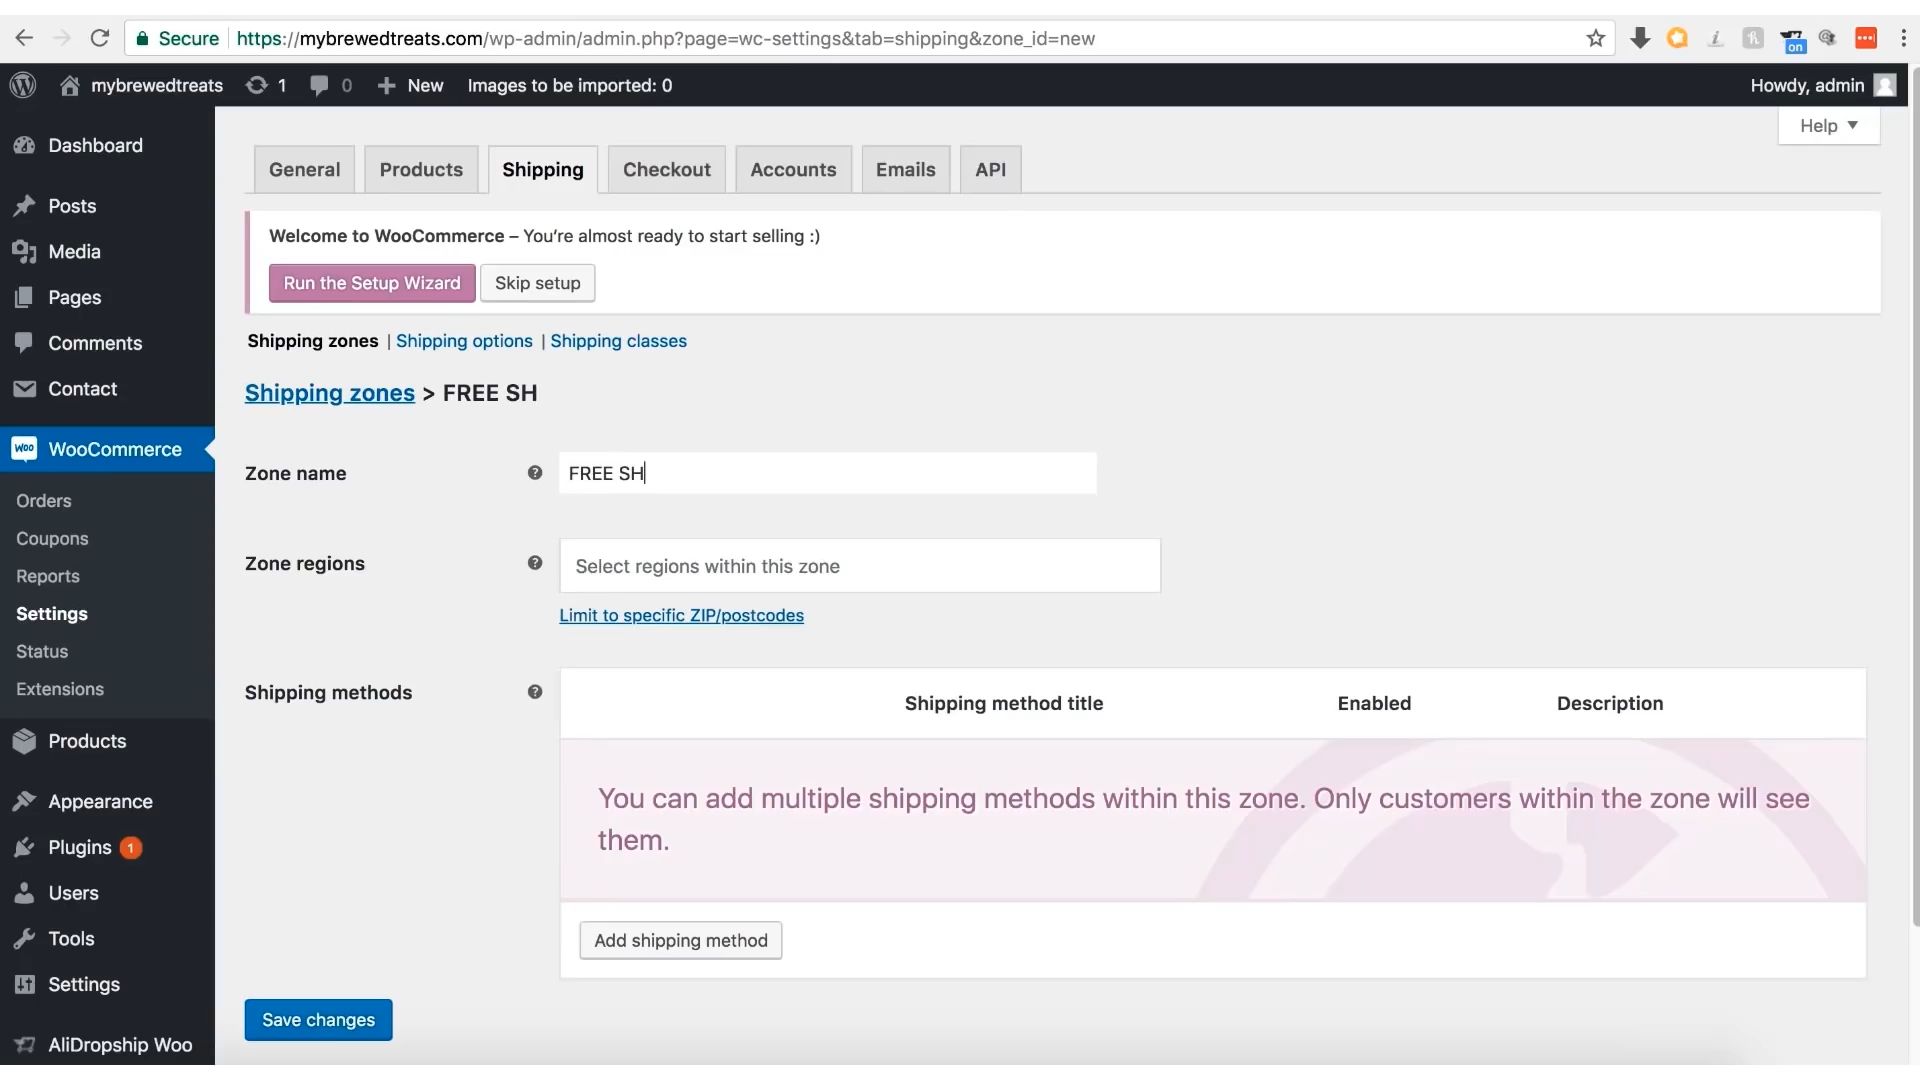 Secure https://mybrewedtreats.com/wp-admin/admin.php?page=wc-settings&tab=shipping&zone_id=new
on
mybrewedtreats 1 0 New Images to be imported: 0 Howdy, admin
Help
Dashboard
Posts
Media
Pages
Comments
Contact
Woo WooCommerce
Orders
Coupons
Reports
Settings
Status
Extensions
Products
Appearance
Plugins 1
Users
Tools
Settings
AliDropship Woo
General Products Shipping Checkout Accounts Emails API
Welcome to WooCommerce – You're almost ready to start selling :)
Run the Setup Wizard Skip setup
Shipping zones | Shipping options | Shipping classes
Shipping zones > FREE SH
Zone name ? FREE SH
Zone regions ? Select regions within this zone
Limit to specific ZIP/postcodes
Shipping methods ? Shipping method title Enabled Description
You can add multiple shipping methods within this zone. Only customers within the zone will see
them.
Add shipping method
Save changes